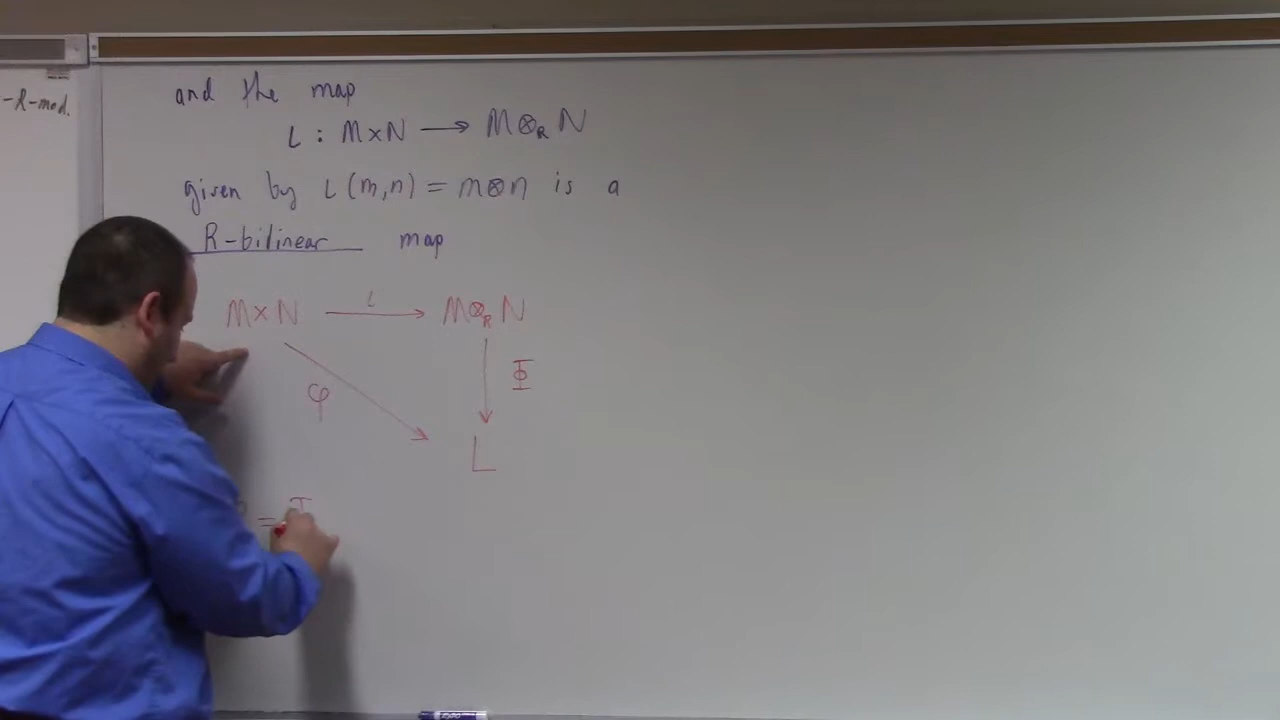 -R-mod.
and the map
L : M×N ⟶ M⊗_R N
given by L(m,n) = m⊗n is a
R-bilinear map
M×N ⟶ M⊗_R N
φ Φ
L
=